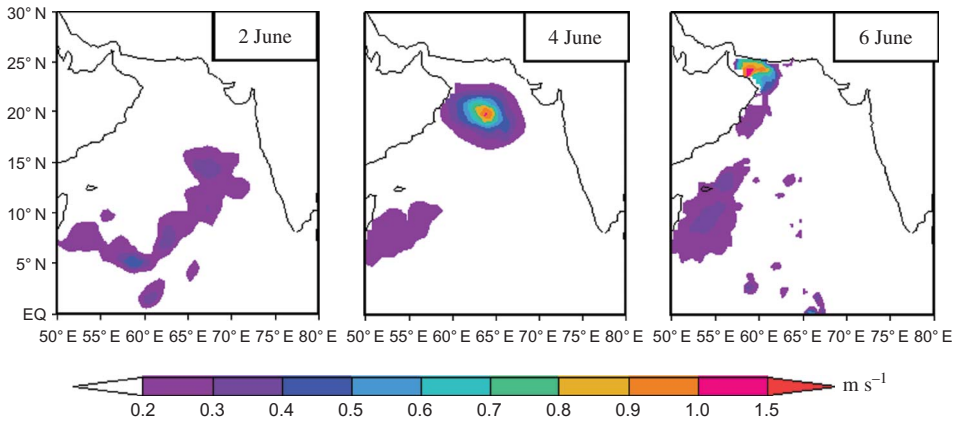 30° N
25° N
20° N
15° N
10° N
5° N
EQ
2 June
4 June
6 June
50° E 55° E 60° E 65° E 70° E 75° E 80° E
50° E 55° E 60° E 65° E 70° E 75° E 80° E
50° E 55° E 60° E 65° E 70° E 75° E 80° E
m s⁻¹
0.2 0.3 0.4 0.5 0.6 0.7 0.8 0.9 1.0 1.5